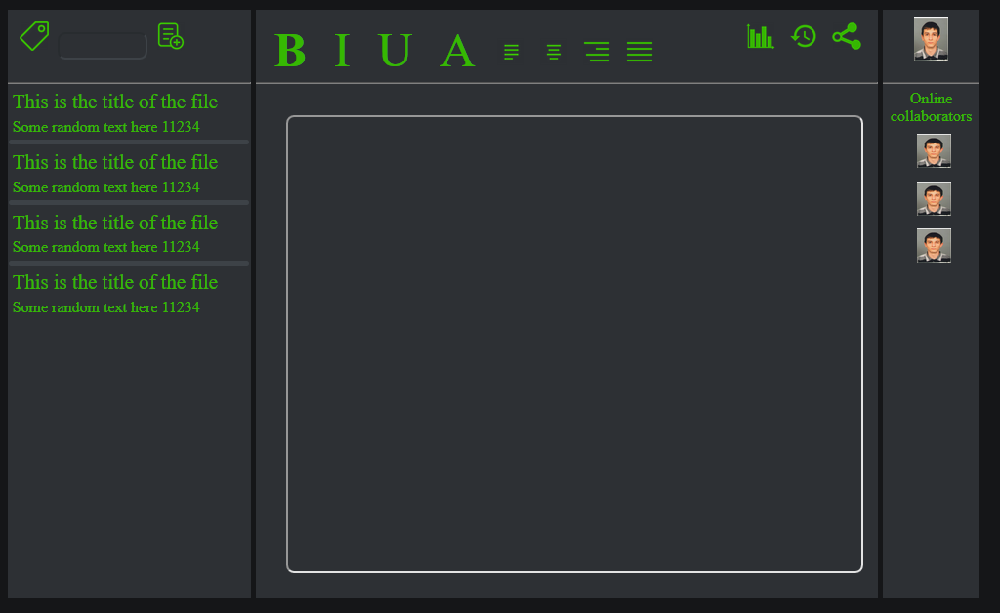 B I U A
This is the title of the file
Some random text here 11234
This is the title of the file
Some random text here 11234
This is the title of the file
Some random text here 11234
This is the title of the file
Some random text here 11234
Online
collaborators